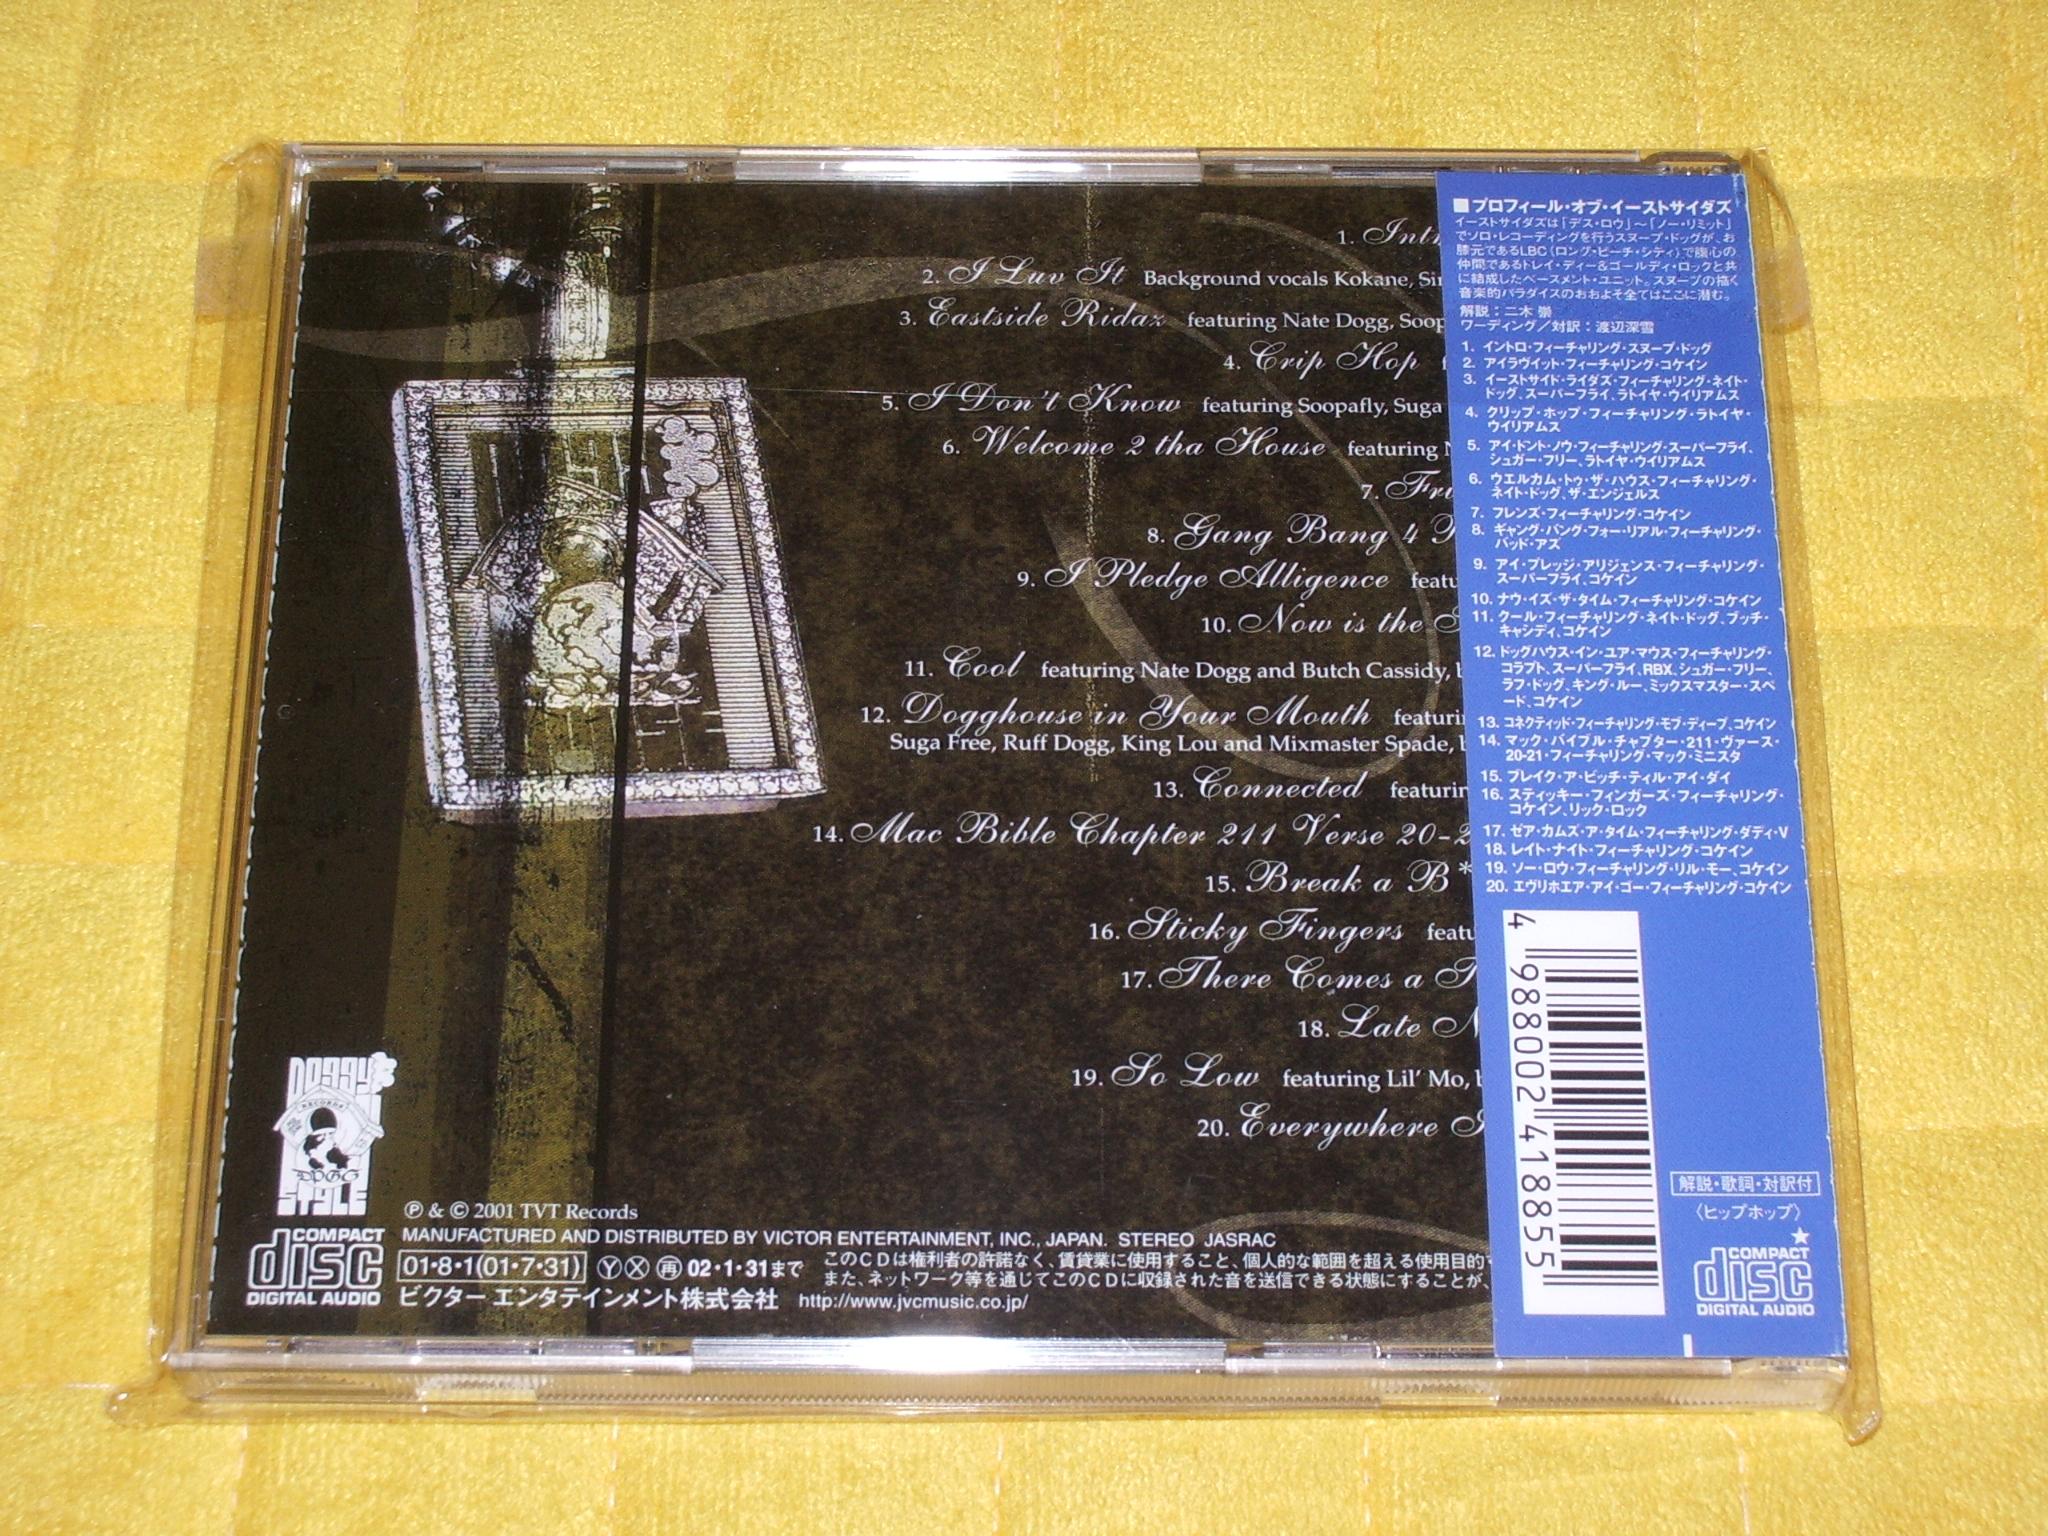 1. Intr
2. I Luv It Background vocals Kokane, Sin
3. Eastside Ridaz featuring Nate Dogg, Soop
4. Crip Hop f
5. I Don't Know featuring Soopafly, Suga
6. Welcome 2 tha House featuring N
7. Fri
8. Gang Bang 4 R
9. I Pledge Alligence featu
10. Now is the T
11. Cool featuring Nate Dogg and Butch Cassidy, b
12. Dogghouse in Your Mouth featurin
Suga Free, Ruff Dogg, King Lou and Mixmaster Spade, b
13. Connected featurin
14. Mac Bible Chapter 211 Verse 20-2
15. Break a B*
16. Sticky Fingers featu
17. There Comes a T
18. Late N
19. So Low featuring Lil' Mo, b
20. Everywhere I
DOGGY
RECORDS
DOGG
STYLE
COMPACT
disc
DIGITAL AUDIO
℗ & © 2001 TVT Records
MANUFACTURED AND DISTRIBUTED BY VICTOR ENTERTAINMENT, INC., JAPAN. STEREO JASRAC
01・8・1(01・7・31) Ⓨ Ⓧ 再 02・1・31まで
このCDは権利者の許諾なく、賃貸業に使用すること、個人的な範囲を超える使用目的
また、ネットワーク等を通じてこのCDに収録された音を送信できる状態にすることが、
ビクター エンタテインメント株式会社 http://www.jvcmusic.co.jp/
■プロフィール・オブ・イーストサイダズ
イーストサイダズは「デス・ロウ」〜「ノー・リミット」
でソロ・レコーディングを行うスヌープ・ドッグが、お
膝元であるLBC(ロング・ビーチ・シティ)で腹心の
仲間であるトレイ・ディー&ゴールディ・ロックと共
に結成したベースメント・ユニット。スヌープの描く
音楽的パラダイスのおおよそ全てはここに潜む。
解説:二木 崇
ワーディング/対訳:渡辺深雪
1. イントロ・フィーチャリング・スヌープ・ドッグ
2. アイラヴイット・フィーチャリング・コケイン
3. イーストサイド・ライダズ・フィーチャリング・ネイト・
ドッグ、スーパーフライ、ラトイヤ・ウイリアムス
4. クリップ・ホップ・フィーチャリング・ラトイヤ・
ウイリアムス
5. アイ・ドント・ノウ・フィーチャリング・スーパーフライ、
シュガー・フリー、ラトイヤ・ウイリアムス
6. ウエルカム・トゥ・ザ・ハウス・フィーチャリング・
ネイト・ドッグ、ザ・エンジェルス
7. フレンズ・フィーチャリング・コケイン
8. ギャング・バング・フォー・リアル・フィーチャリング・
バッド・アズ
9. アイ・プレッジ・アリジェンス・フィーチャリング・
スーパーフライ、コケイン
10. ナウ・イズ・ザ・タイム・フィーチャリング・コケイン
11. クール・フィーチャリング・ネイト・ドッグ、ブッチ・
キャシディ、コケイン
12. ドッグハウス・イン・ユア・マウス・フィーチャリング・
コラプト、スーパーフライ、RBX、シュガー・フリー、
ラフ・ドッグ、キング・ルー、ミックスマスター・スペ
ード、コケイン
13. コネクティッド・フィーチャリング・モブ・ディープ、コケイン
14. マック・バイブル・チャプター・211・ヴァース・
20-21・フィーチャリング・マック・ミニスタ
15. ブレイク・ア・ビッチ・ティル・アイ・ダイ
16. スティッキー・フィンガーズ・フィーチャリング・
コケイン、リック・ロック
17. ゼア・カムズ・ア・タイム・フィーチャリング・ダディ・V
18. レイト・ナイト・フィーチャリング・コケイン
19. ソー・ロウ・フィーチャリング・リル・モー、コケイン
20. エヴリホエア・アイ・ゴー・フィーチャリング・コケイン
4 988002 418855
解説・歌詞・対訳付
〈ヒップホップ〉
★
COMPACT
disc
DIGITAL AUDIO